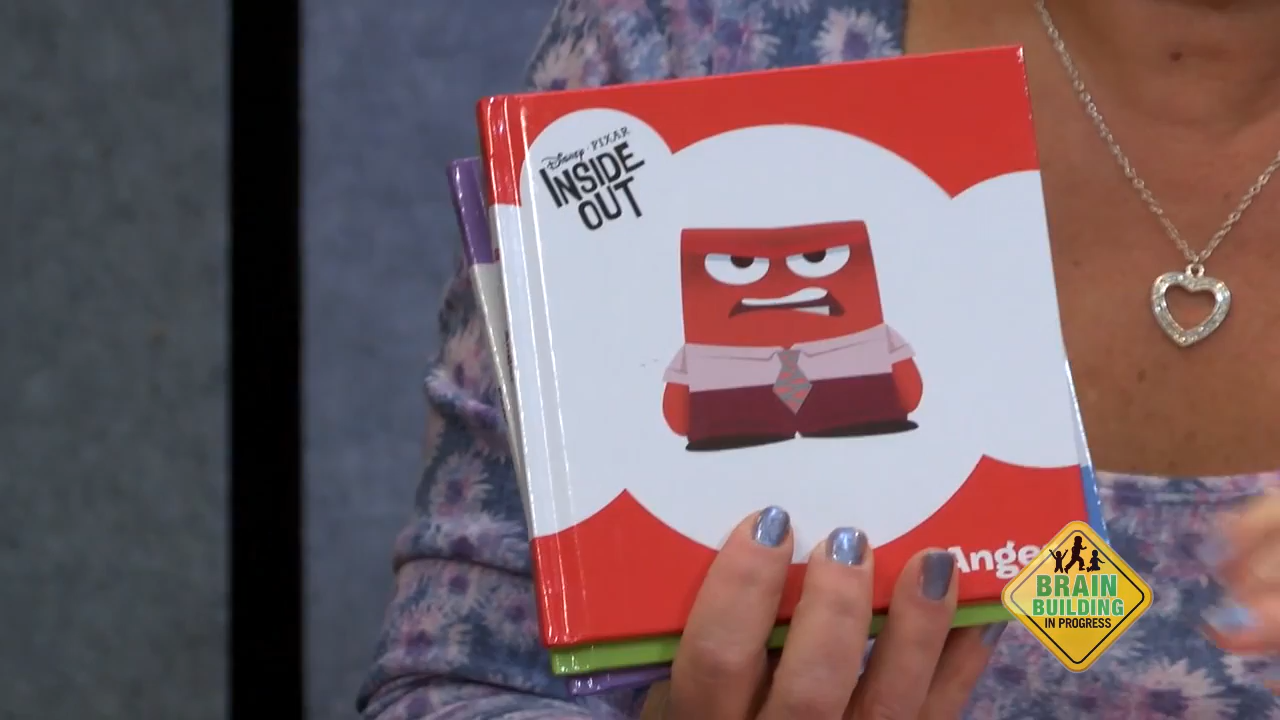 Disney · PIXAR
INSIDE
OUT
Ange
BRAIN
BUILDING
IN PROGRESS